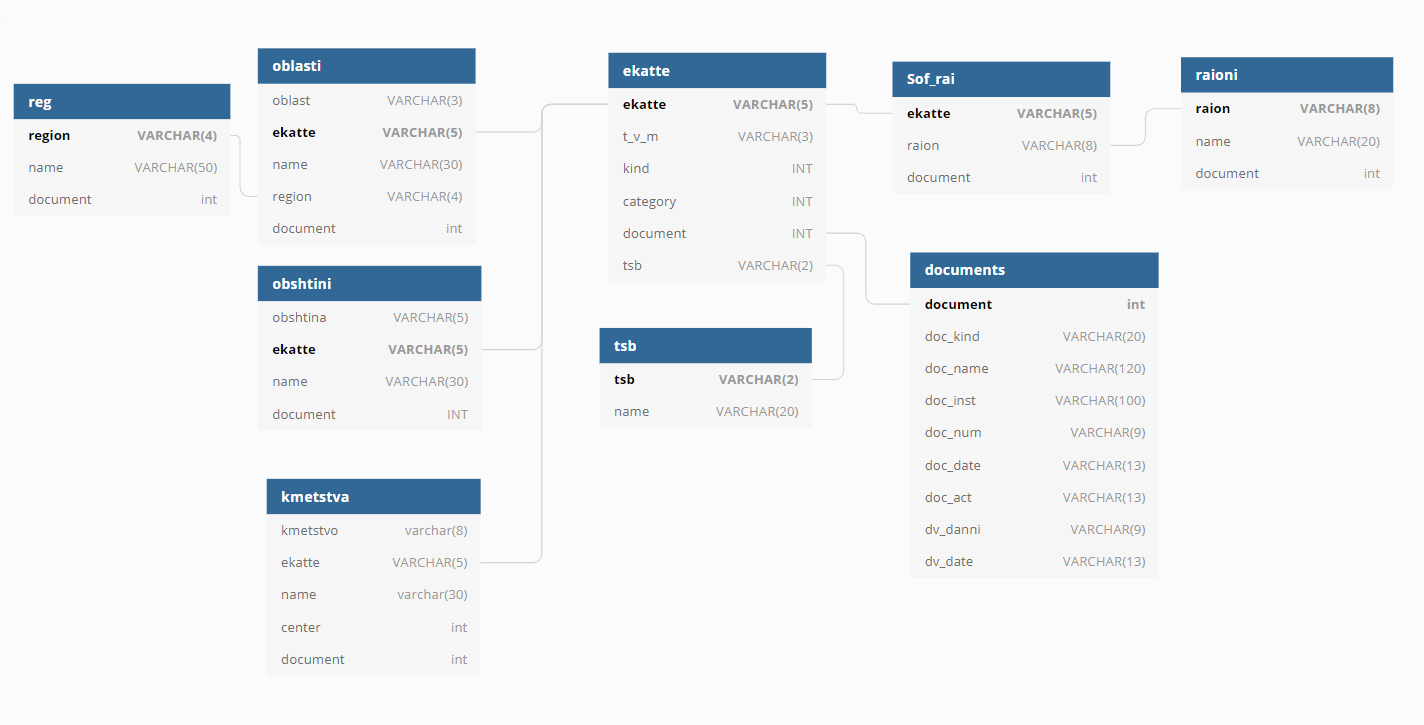 reg
region VARCHAR(4)
name VARCHAR(50)
document int
oblasti
oblast VARCHAR(3)
ekatte VARCHAR(5)
name VARCHAR(30)
region VARCHAR(4)
document int
obshtini
obshtina VARCHAR(5)
ekatte VARCHAR(5)
name VARCHAR(30)
document INT
kmetstva
kmetstvo varchar(8)
ekatte VARCHAR(5)
name varchar(30)
center int
document int
ekatte
ekatte VARCHAR(5)
t_v_m VARCHAR(3)
kind INT
category INT
document INT
tsb VARCHAR(2)
tsb
tsb VARCHAR(2)
name VARCHAR(20)
Sof_rai
ekatte VARCHAR(5)
raion VARCHAR(8)
document int
raioni
raion VARCHAR(8)
name VARCHAR(20)
document int
documents
document int
doc_kind VARCHAR(20)
doc_name VARCHAR(120)
doc_inst VARCHAR(100)
doc_num VARCHAR(9)
doc_date VARCHAR(13)
doc_act VARCHAR(13)
dv_danni VARCHAR(9)
dv_date VARCHAR(13)